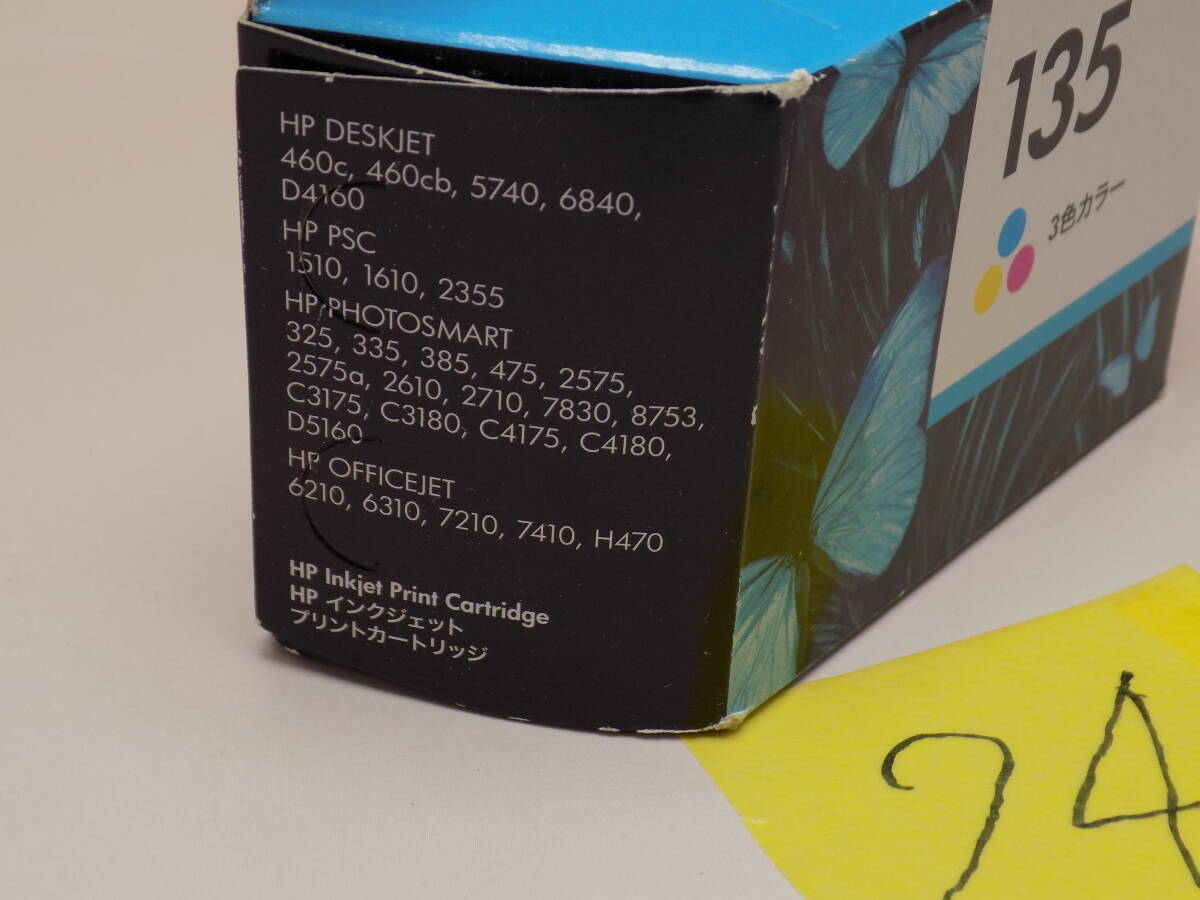 HP DESKJET
460c, 460cb, 5740, 6840,
D4160
HP PSC
1510, 1610, 2355
HP PHOTOSMART
325, 335, 385, 475, 2575,
2575a, 2610, 2710, 7830, 8753,
C3175, C3180, C4175, C4180,
D5160
HP OFFICEJET
6210, 6310, 7210, 7410, H470
HP Inkjet Print Cartridge
HP インクジェット
プリントカートリッジ
135
3色カラー